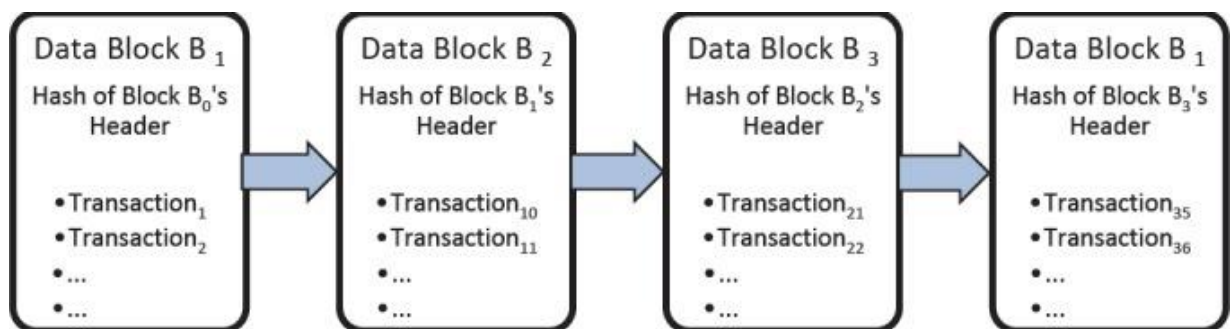 Data Block B 1
Hash of Block B0's
Header
•Transaction1
•Transaction2
•...
•...
Data Block B 2
Hash of Block B1's
Header
•Transaction10
•Transaction11
•...
•...
Data Block B 3
Hash of Block B2's
Header
•Transaction21
•Transaction22
•...
•...
Data Block B 1
Hash of Block B3's
Header
•Transaction35
•Transaction36
•...
•...